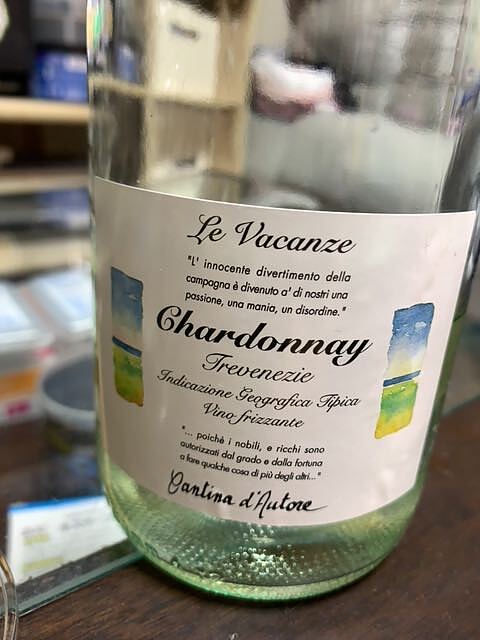 Le Vacanze
"L' innocente divertimento della
campagna è divenuto a' di nostri una
passione, una mania, un disordine."
Chardonnay
Trevenezie
Indicazione Geografica Tipica
Vino frizzante
"... poichè i nobili, e ricchi sono
autorizzati dal grado e dalla fortuna
a fare qualche cosa di più degli altri..."
Cantina d'Autore